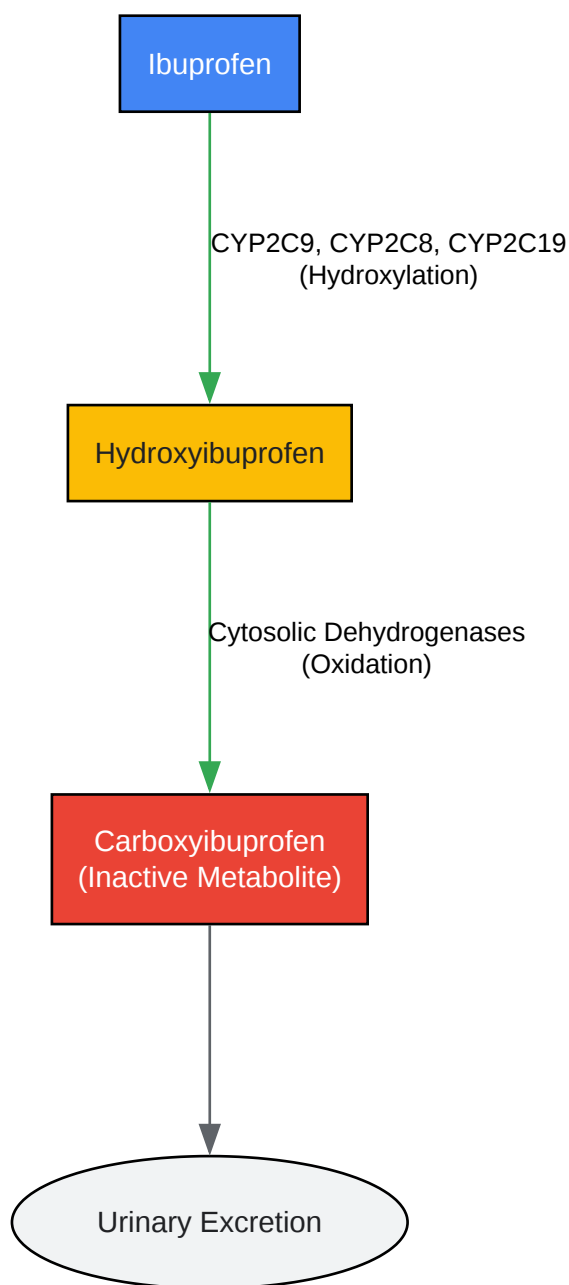 Ibuprofen
CYP2C9, CYP2C8, CYP2C19
(Hydroxylation)
Hydroxyibuprofen
Cytosolic Dehydrogenases
(Oxidation)
Carboxyibuprofen
(Inactive Metabolite)
Urinary Excretion